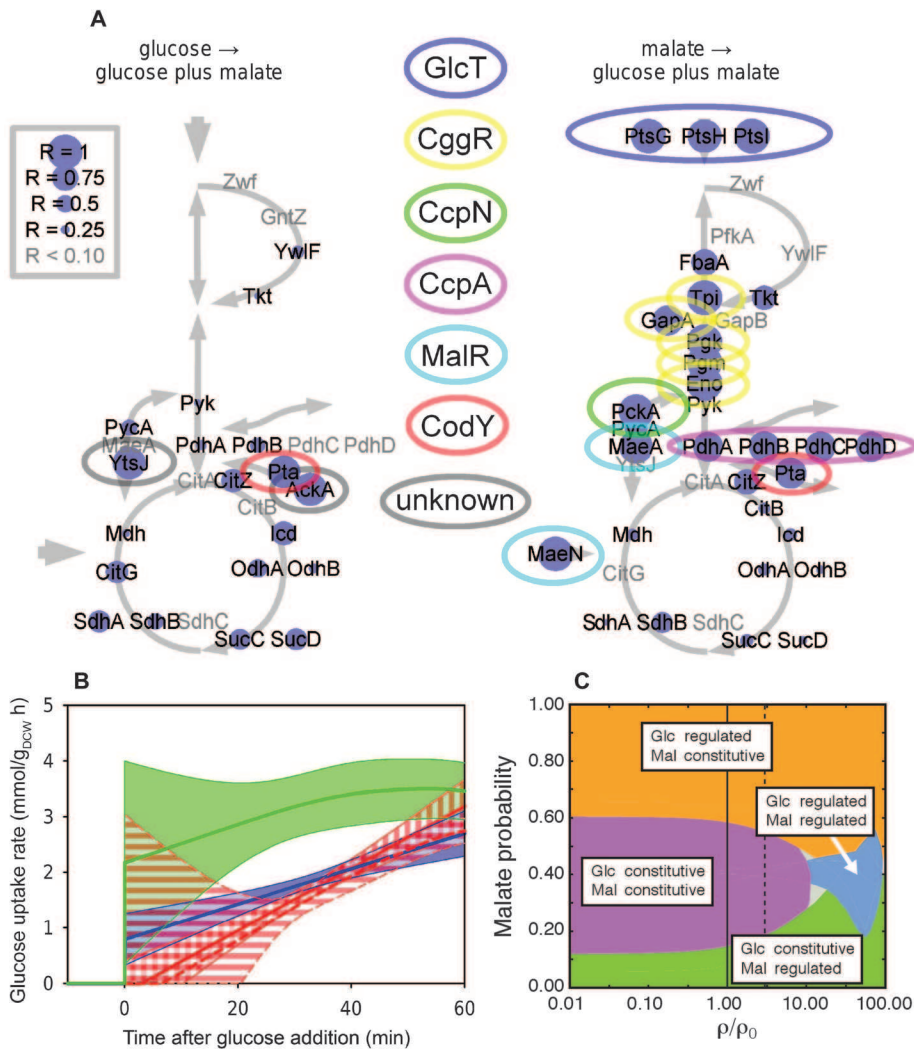 A
glucose →
glucose plus malate
R = 1
R = 0.75
R = 0.5
R = 0.25
R < 0.10
Zwf
GntZ
YwlF
Tkt
Pyk
PycA
MaeA
YtsJ
PdhA PdhB PdhC PdhD
CitA
CitZ
Pta
AckA
CitB
Mdh
Icd
CitG
OdhA OdhB
SdhA SdhB SdhC
SucC SucD
GlcT
CggR
CcpN
CcpA
MalR
CodY
unknown
malate →
glucose plus malate
PtsG PtsH PtsI
Zwf
PfkA
YwlF
FbaA
Tpi
Tkt
GapA
GapB
Pgk
Pgm
Eno
PckA
Pyk
PycA
MaeA
YtsJ
PdhA PdhB PdhC PdhD
CitA
CitZ
Pta
CitB
Mdh
Icd
MaeN
CitG
OdhA OdhB
SdhA SdhB SdhC
SucC SucD
B
Glucose uptake rate (mmol/gDCW h)
5
4
3
2
1
0
0
20
40
60
Time after glucose addition (min)
C
Malate probability
1.00
0.80
0.60
0.40
0.20
0.00
Glc regulated
Mal constitutive
Glc regulated
Mal regulated
Glc constitutive
Mal constitutive
Glc constitutive
Mal regulated
0.01
0.10
1.00
10.00
100.00
ρ/ρ0